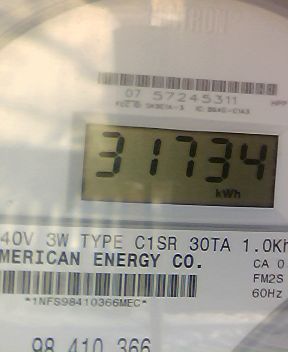 07 57245311
31734
kWh
40V 3W TYPE C1SR 30TA 1.0Kh
MERICAN ENERGY CO.
CA 0
FM2S
60Hz
*1NFS98410366MEC*
98 410 366